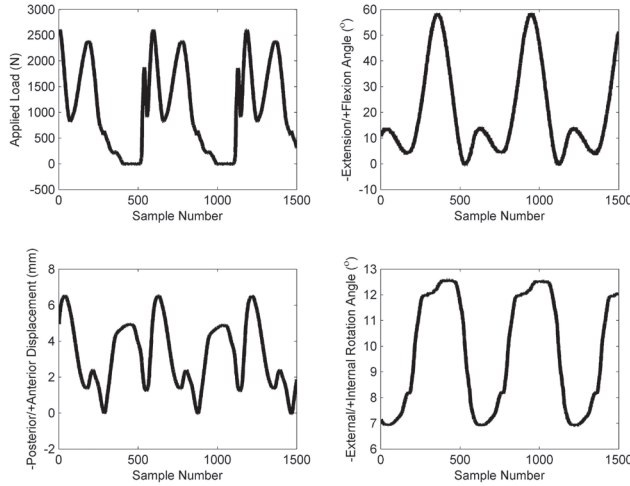 3000
2500
2000
1500
1000
500
0
-500
Applied Load (N)
0 500 1000 1500
Sample Number
60
50
40
30
20
10
0
-10
-Extension/+Flexion Angle (°)
0 500 1000 1500
Sample Number
8
6
4
2
0
-2
-Posterior/+Anterior Displacement (mm)
0 500 1000 1500
Sample Number
13
12
11
10
9
8
7
6
-External/+Internal Rotation Angle (°)
0 500 1000 1500
Sample Number